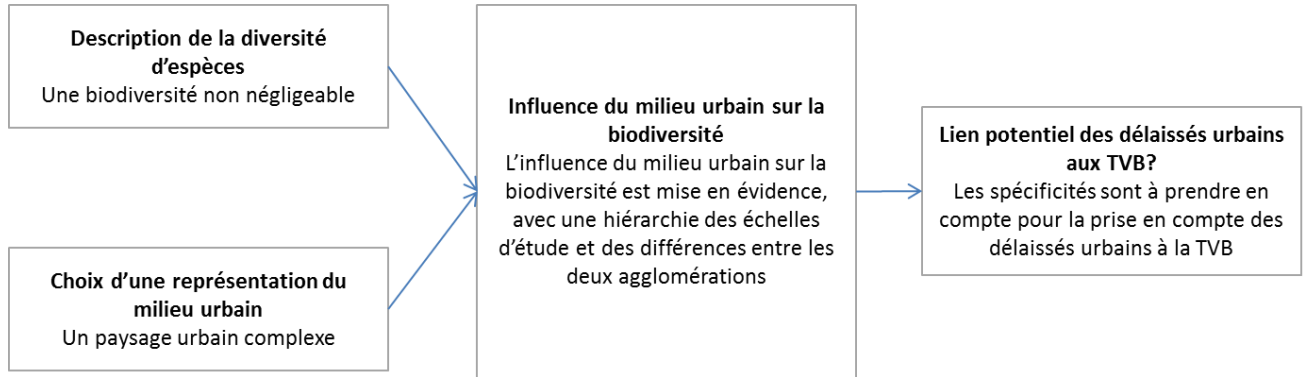 Description de la diversité
d’espèces
Une biodiversité non négligeable
Choix d’une représentation du
milieu urbain
Un paysage urbain complexe
Influence du milieu urbain sur la
biodiversité
L’influence du milieu urbain sur la
biodiversité est mise en évidence,
avec une hiérarchie des échelles
d’étude et des différences entre les
deux agglomérations
Lien potentiel des délaissés urbains
aux TVB?
Les spécificités sont à prendre en
compte pour la prise en compte des
délaissés urbains à la TVB